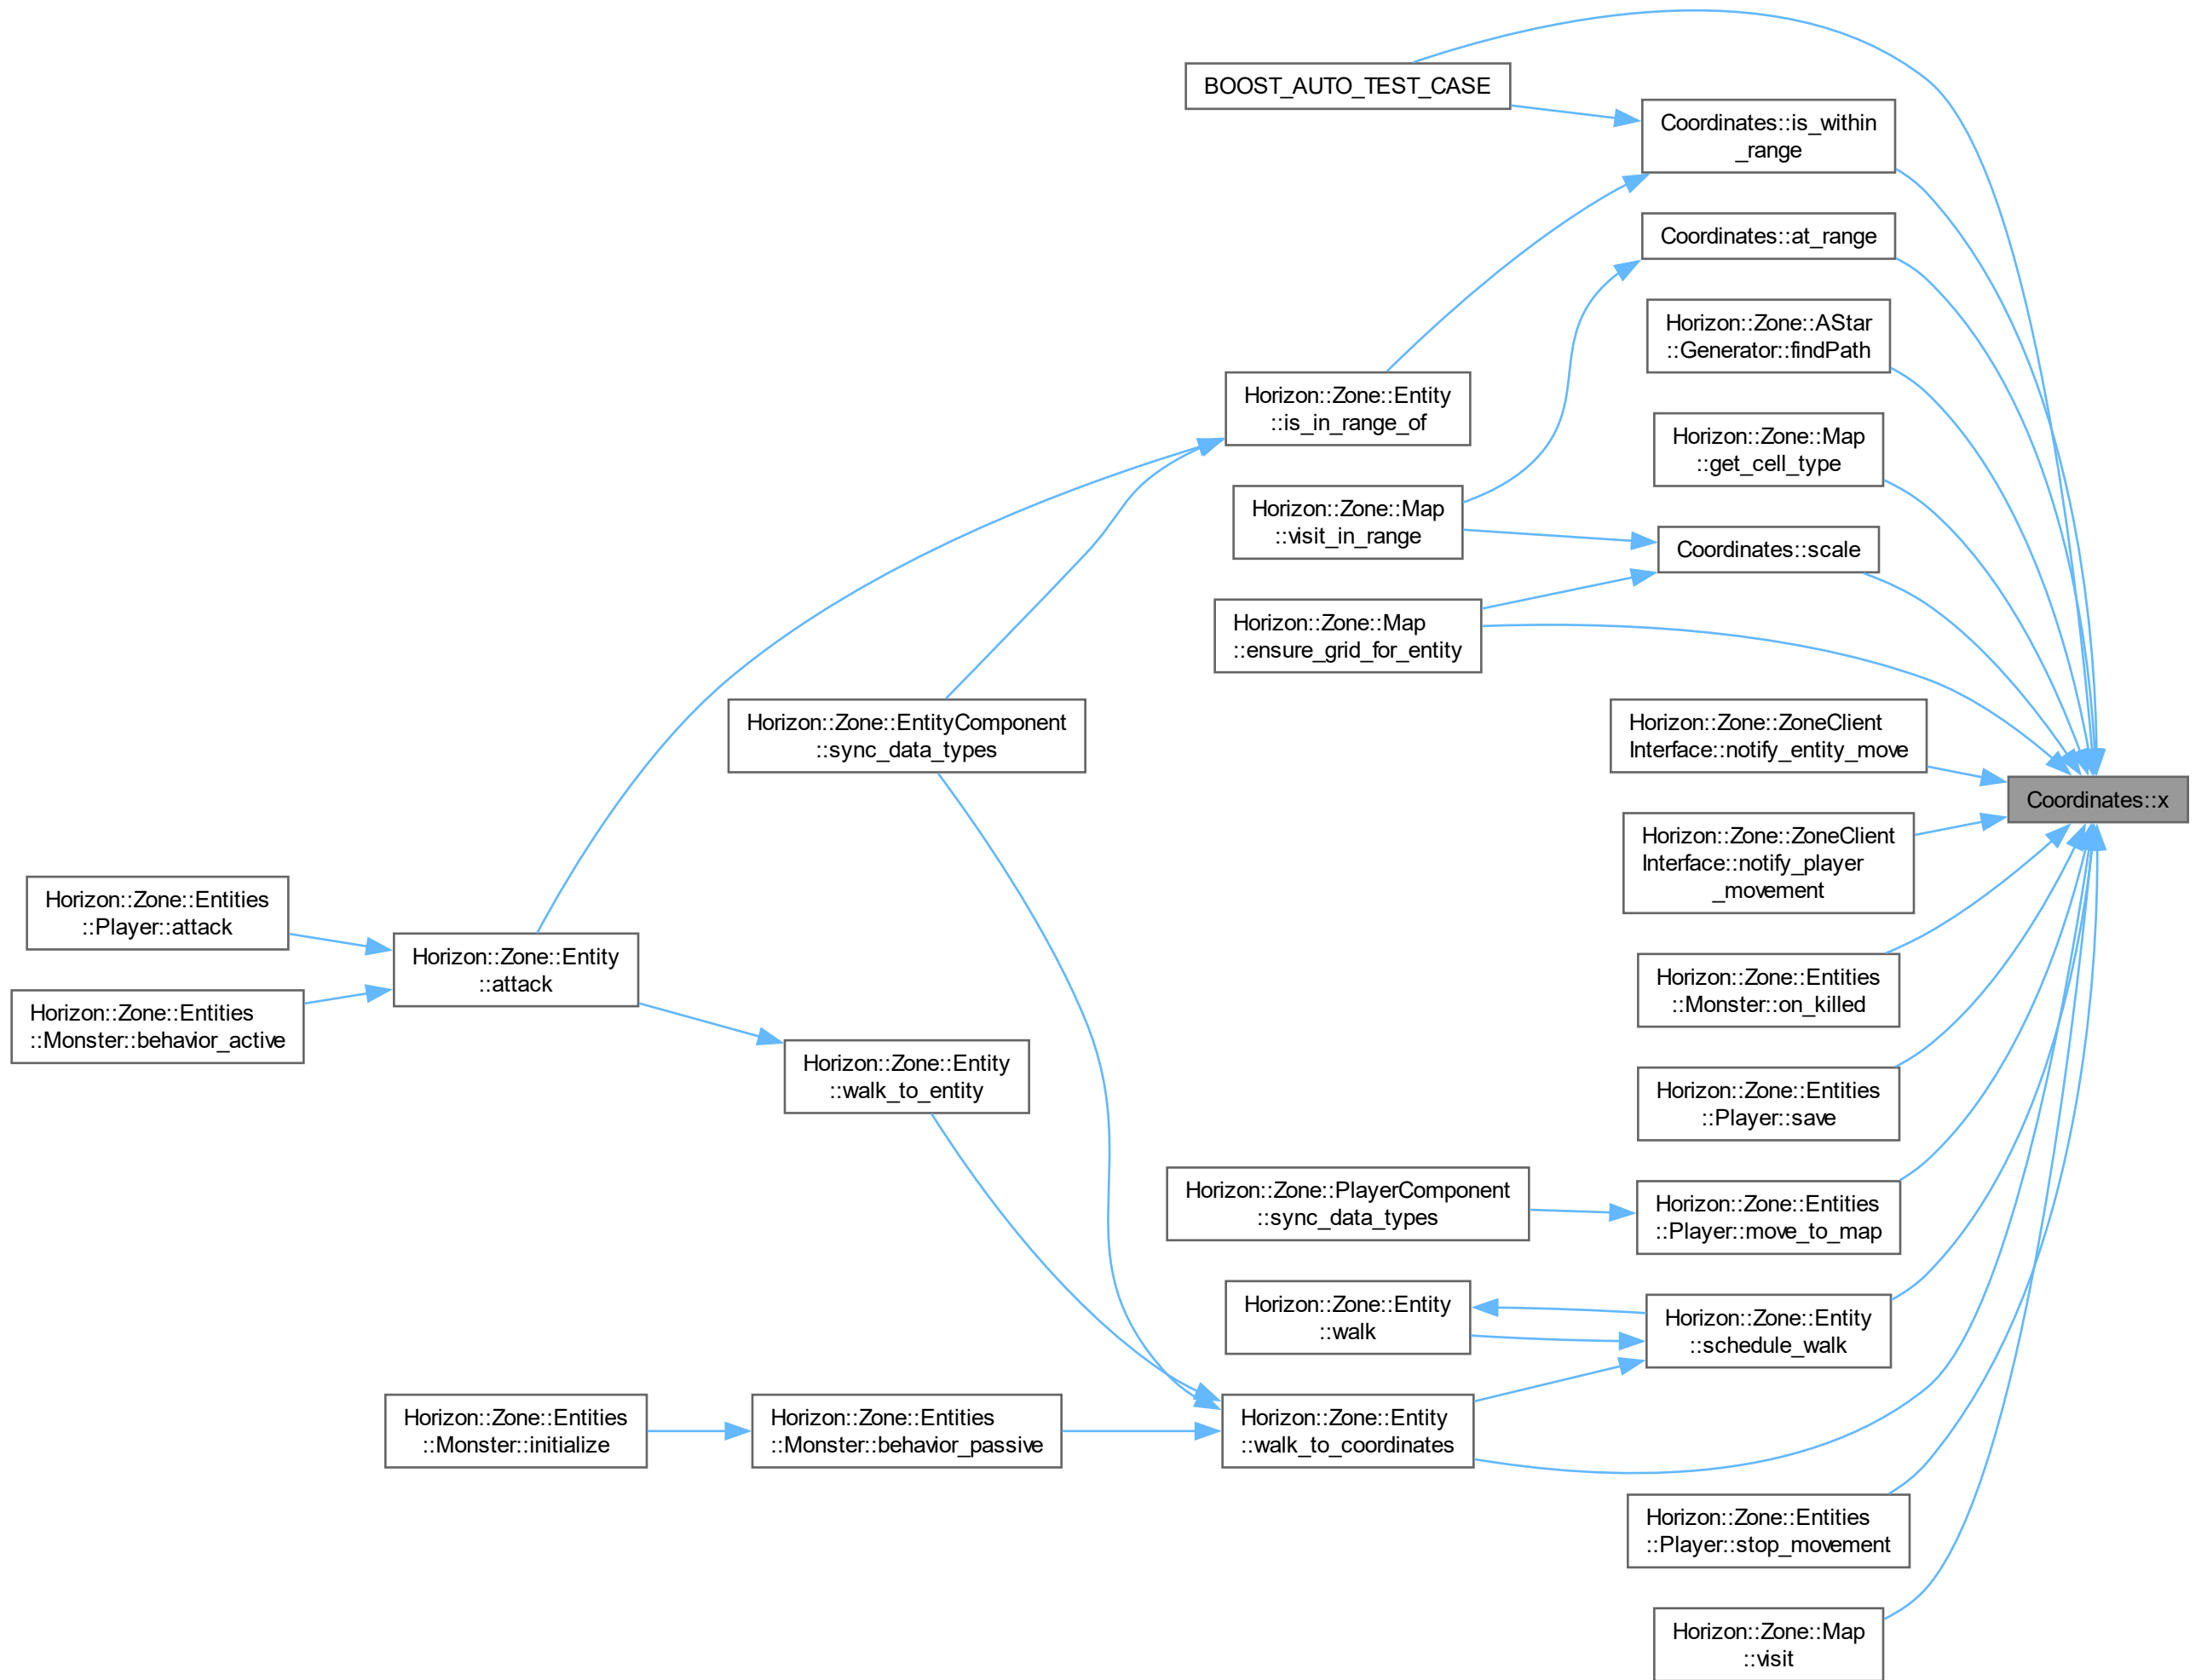 BOOST_AUTO_TEST_CASE
Coordinates::is_within
_range
Coordinates::at_range
Horizon::Zone::AStar
::Generator::findPath
Horizon::Zone::Entity
::is_in_range_of
Horizon::Zone::Map
::get_cell_type
Horizon::Zone::Map
::visit_in_range
Coordinates::scale
Horizon::Zone::Map
::ensure_grid_for_entity
Horizon::Zone::EntityComponent
::sync_data_types
Horizon::Zone::ZoneClient
Interface::notify_entity_move
Coordinates::x
Horizon::Zone::ZoneClient
Interface::notify_player
_movement
Horizon::Zone::Entities
::Player::attack
Horizon::Zone::Entity
::attack
Horizon::Zone::Entities
::Monster::on_killed
Horizon::Zone::Entities
::Monster::behavior_active
Horizon::Zone::Entity
::walk_to_entity
Horizon::Zone::Entities
::Player::save
Horizon::Zone::PlayerComponent
::sync_data_types
Horizon::Zone::Entities
::Player::move_to_map
Horizon::Zone::Entity
::walk
Horizon::Zone::Entity
::schedule_walk
Horizon::Zone::Entities
::Monster::initialize
Horizon::Zone::Entities
::Monster::behavior_passive
Horizon::Zone::Entity
::walk_to_coordinates
Horizon::Zone::Entities
::Player::stop_movement
Horizon::Zone::Map
::visit